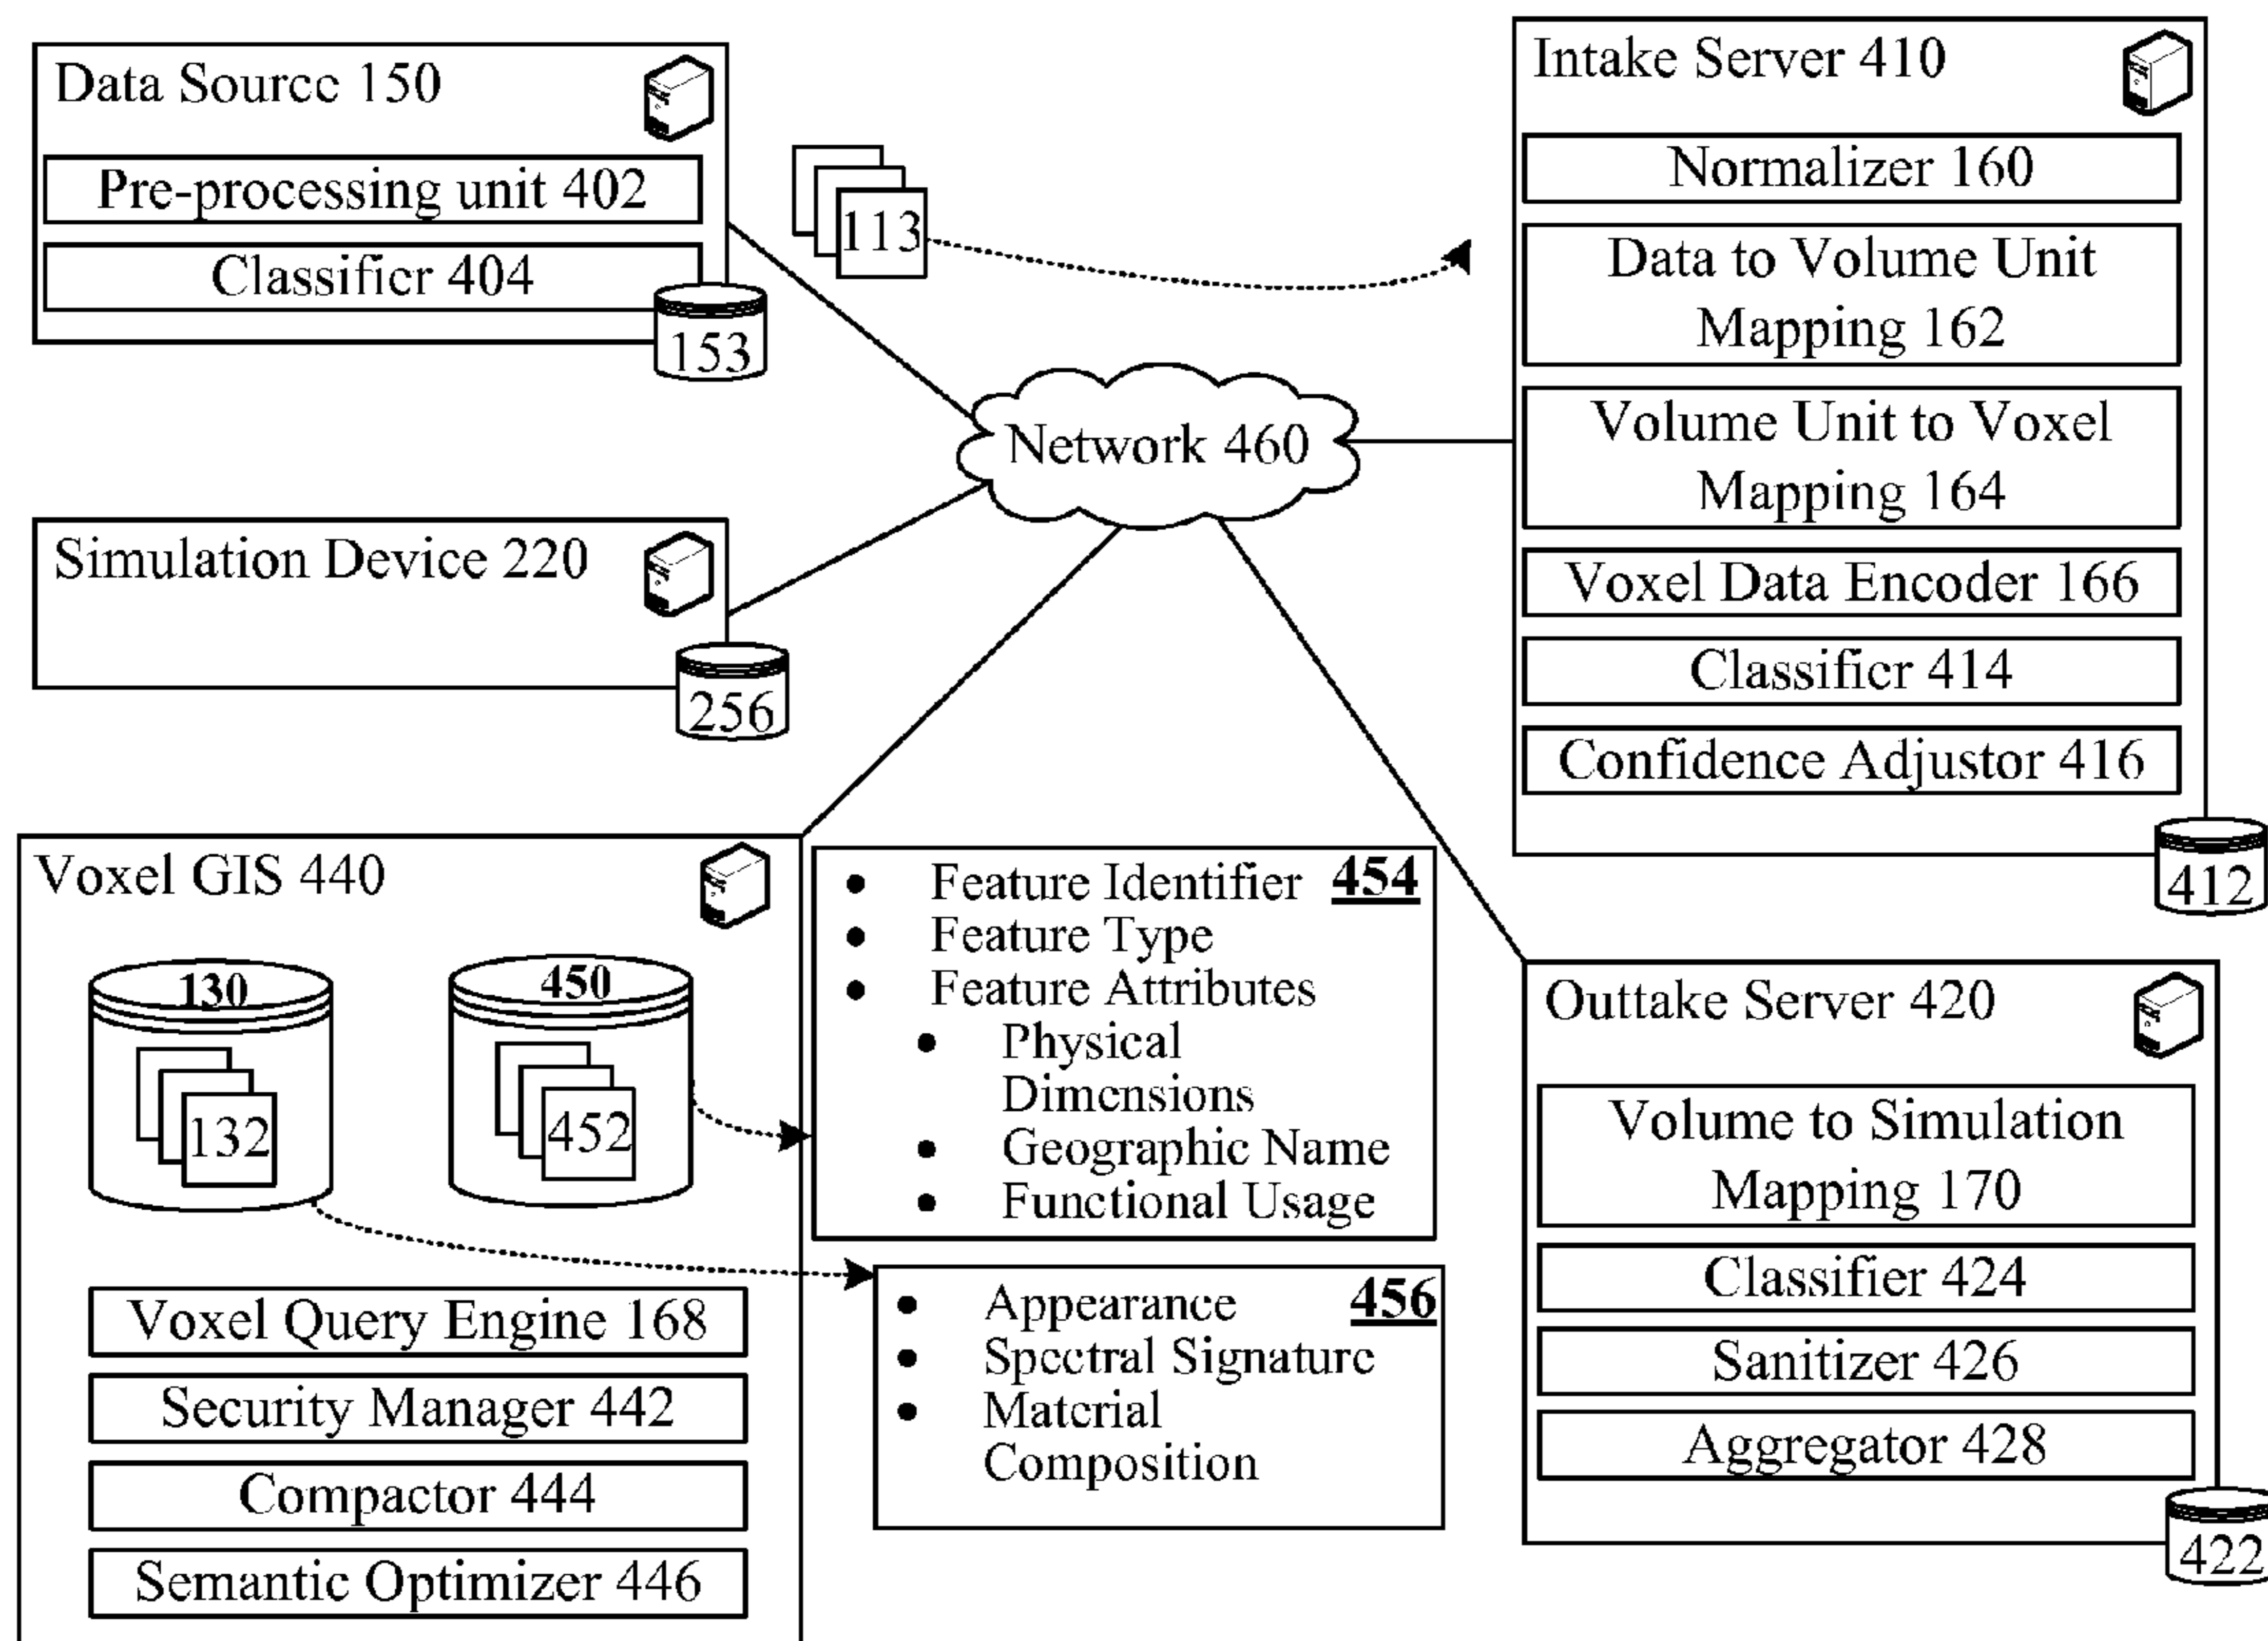 Data Source 150
Pre-processing unit 402
Classifier 404
153
113
Intake Server 410
Normalizer 160
Data to Volume Unit
Mapping 162
Volume Unit to Voxel
Mapping 164
Voxel Data Encoder 166
Classifier 414
Confidence Adjustor 416
412
Network 460
Simulation Device 220
256
Voxel GIS 440
130
132
450
452
Voxel Query Engine 168
Security Manager 442
Compactor 444
Semantic Optimizer 446
• Feature Identifier 454
• Feature Type
• Feature Attributes
• Physical
Dimensions
• Geographic Name
• Functional Usage
• Appearance 456
• Spectral Signature
• Material
Composition
Outtake Server 420
Volume to Simulation
Mapping 170
Classifier 424
Sanitizer 426
Aggregator 428
422